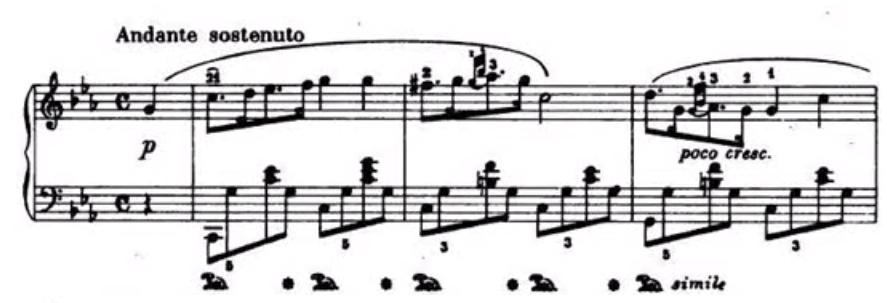 Andante sostenuto
p
poco cresc.
simile